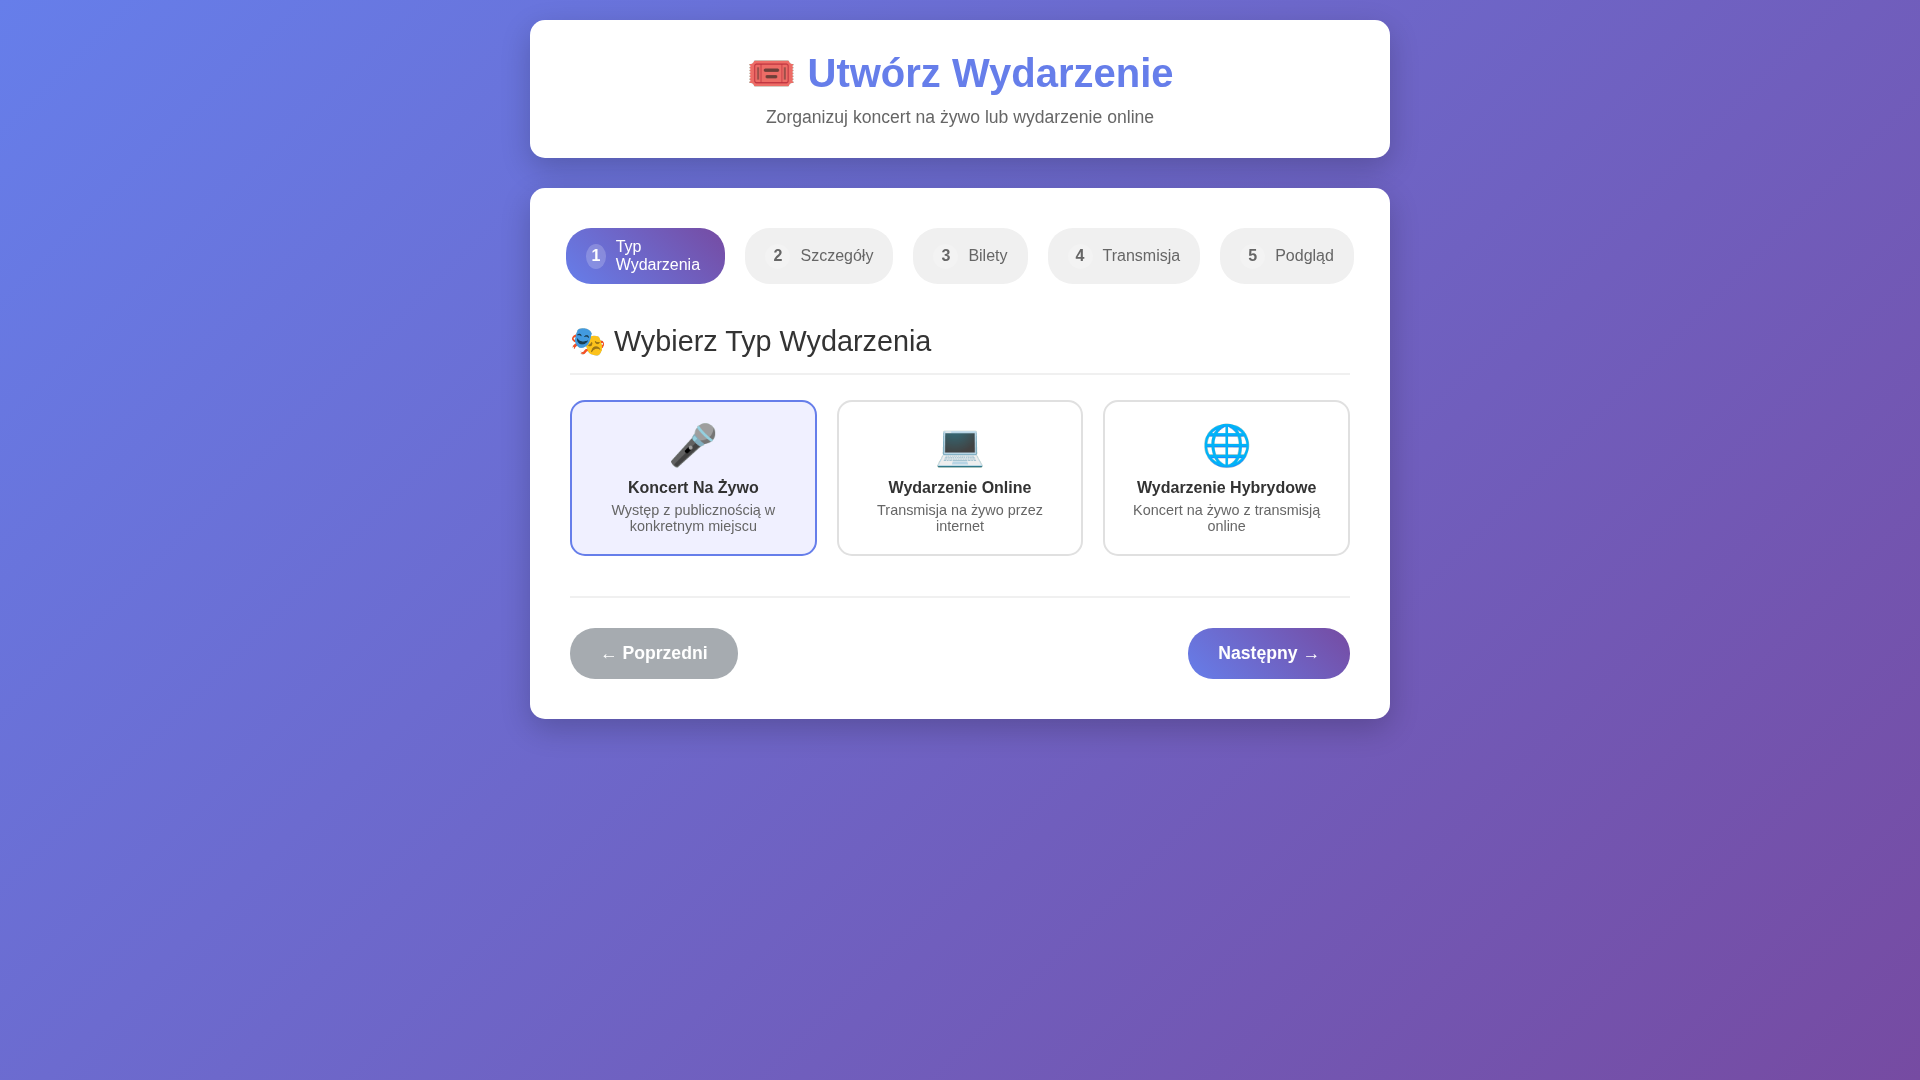 Utwórz Wydarzenie
Zorganizuj koncert na żywo lub wydarzenie online
1 Typ
Wydarzenia
2 Szczegóły
3 Bilety
4 Transmisja
5 Podgląd
Wybierz Typ Wydarzenia
Koncert Na Żywo
Występ z publicznością w
konkretnym miejscu
Wydarzenie Online
Transmisja na żywo przez
internet
Wydarzenie Hybrydowe
Koncert na żywo z transmisją
online
← Poprzedni
Następny →